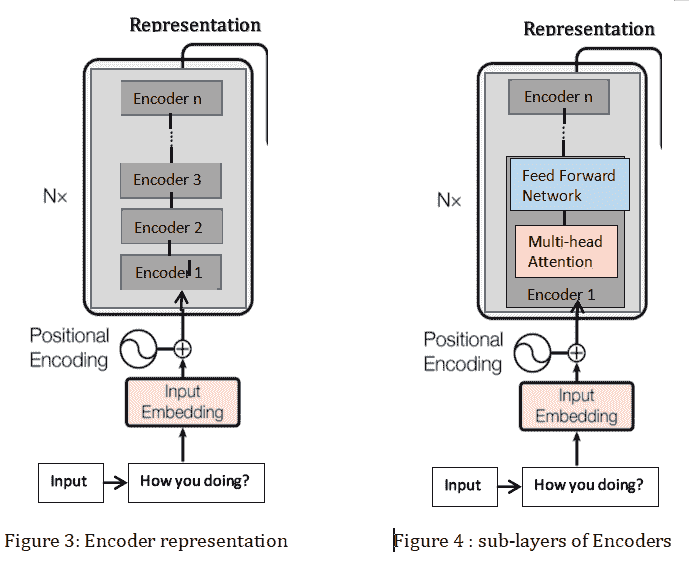 Representation
Encoder n
Encoder 3
Nx
Encoder 2
Encoder 1
Positional
Encoding
Input
Embedding
Input
How you doing?
Figure 3: Encoder representation
Representation
Encoder n
Feed Forward
Network
Nx
Multi-head
Attention
Encoder 1
Positional
Encoding
Input
Embedding
Input
How you doing?
Figure 4 : sub-layers of Encoders